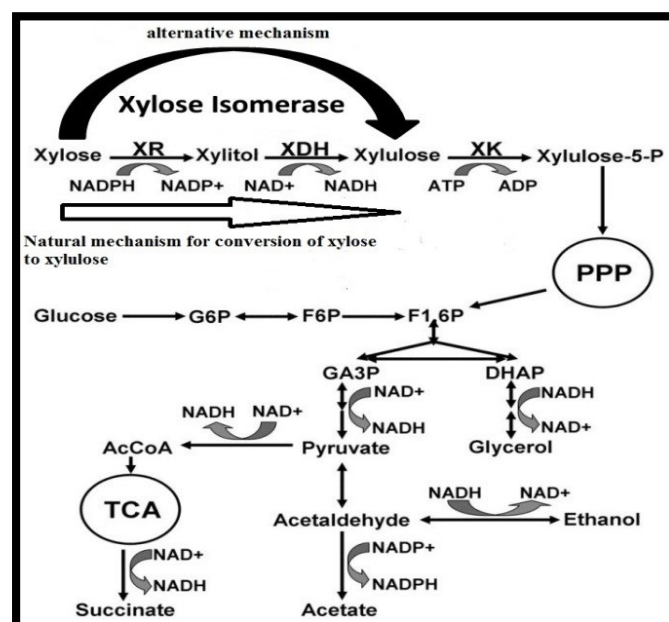 alternative mechanism
Xylose Isomerase
XR XDH XK
Xylose Xylitol Xylulose Xylulose-5-P
NADPH NADP+ NAD+ NADH ATP ADP
Natural mechanism for conversion of xylose
to xylulose
PPP
Glucose G6P F6P F1,6P
GA3P DHAP
NAD+ NADH
NADH NAD+ NADH NAD+
AcCoA Pyruvate Glycerol
TCA NADH NAD+
Acetaldehyde Ethanol
NAD+ NADP+
NADH NADPH
Succinate Acetate